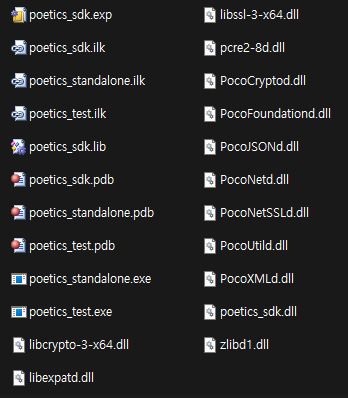 poetics_sdk.exp
poetics_sdk.ilk
poetics_standalone.ilk
poetics_test.ilk
poetics_sdk.lib
poetics_sdk.pdb
poetics_standalone.pdb
poetics_test.pdb
poetics_standalone.exe
poetics_test.exe
libcrypto-3-x64.dll
libexpatd.dll
libssl-3-x64.dll
pcre2-8d.dll
PocoCryptod.dll
PocoFoundationd.dll
PocoJSONd.dll
PocoNetd.dll
PocoNetSSLd.dll
PocoUtild.dll
PocoXMLd.dll
poetics_sdk.dll
zlibd1.dll